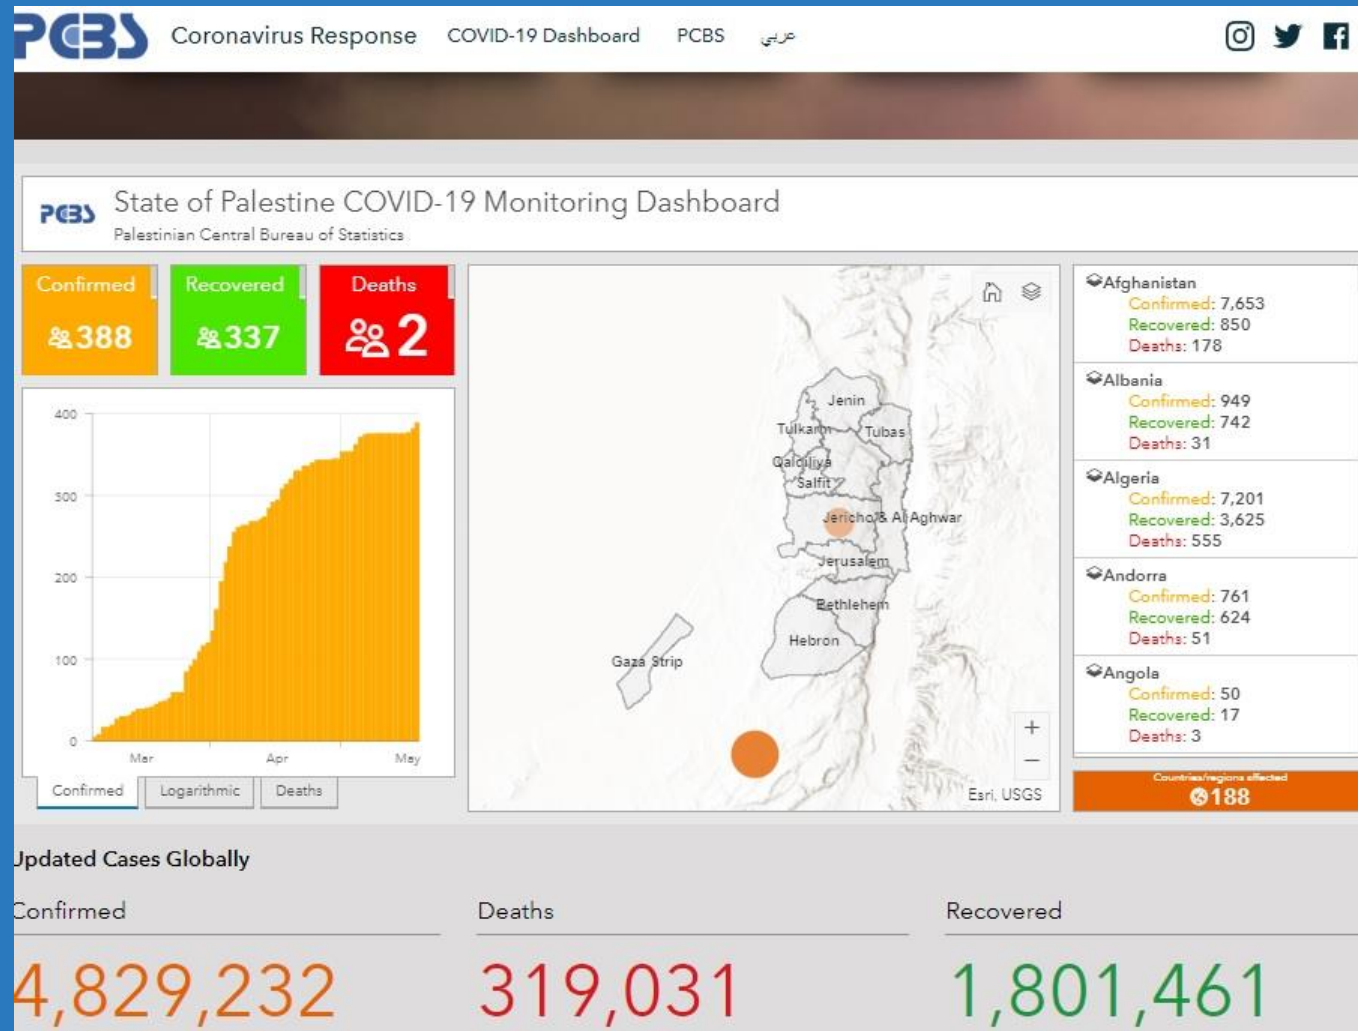 PCBS Coronavirus Response COVID-19 Dashboard PCBS عربي
PCBS State of Palestine COVID-19 Monitoring Dashboard
Palestinian Central Bureau of Statistics
Confirmed
388
Recovered
337
Deaths
2
400
300
200
100
0
Mar Apr May
Confirmed Logarithmic Deaths
Jenin
Tulkarm
Tubas
Qalqiliya
Salfit
Jericho & Al Aghwar
Jerusalem
Bethlehem
Hebron
Gaza Strip
+
−
Esri, USGS
Afghanistan
Confirmed: 7,653
Recovered: 850
Deaths: 178
Albania
Confirmed: 949
Recovered: 742
Deaths: 31
Algeria
Confirmed: 7,201
Recovered: 3,625
Deaths: 555
Andorra
Confirmed: 761
Recovered: 624
Deaths: 51
Angola
Confirmed: 50
Recovered: 17
Deaths: 3
Countries/regions affected
188
Updated Cases Globally
Confirmed
4,829,232
Deaths
319,031
Recovered
1,801,461